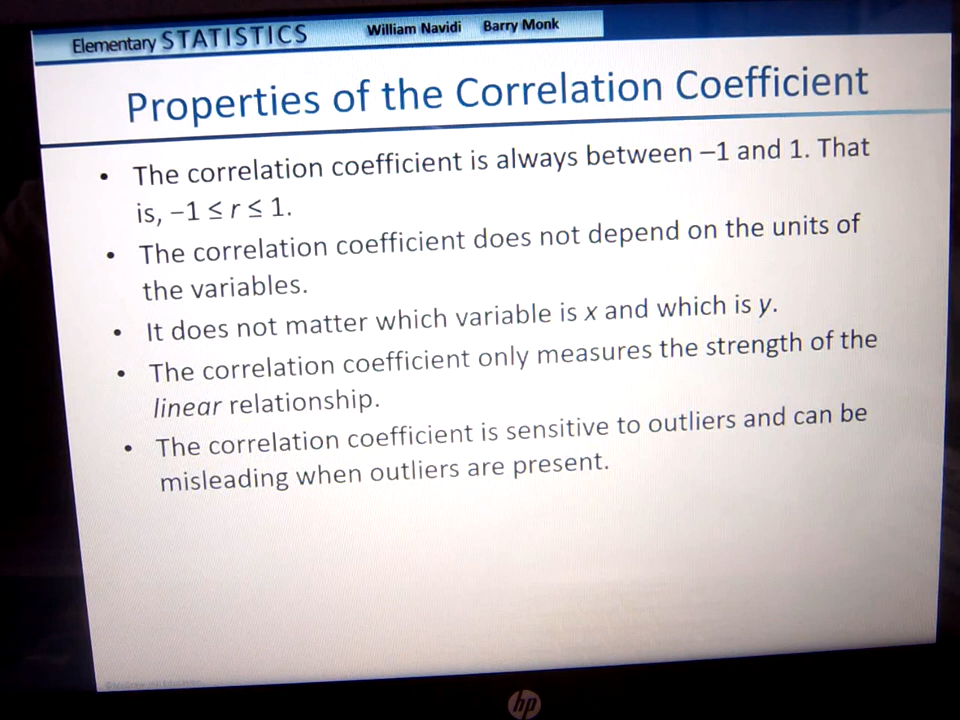 Elementary STATISTICS William Navidi Barry Monk
Properties of the Correlation Coefficient
• The correlation coefficient is always between –1 and 1. That
is, −1 ≤ r ≤ 1.
• The correlation coefficient does not depend on the units of
the variables.
• It does not matter which variable is x and which is y.
• The correlation coefficient only measures the strength of the
linear relationship.
• The correlation coefficient is sensitive to outliers and can be
misleading when outliers are present.
hp